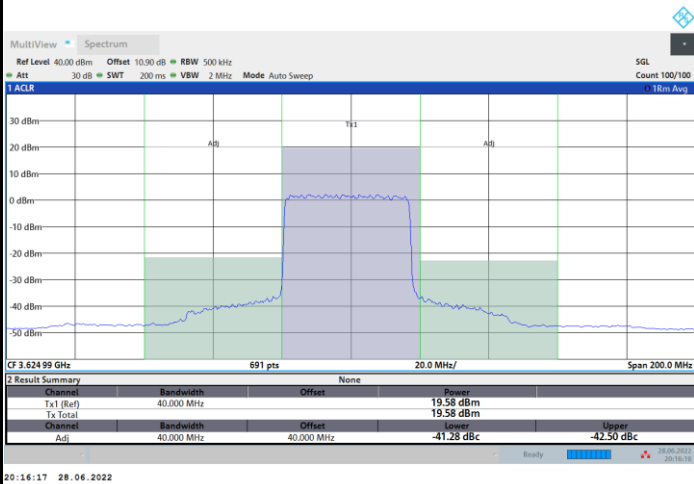 MultiView Spectrum
Ref Level 40.00 dBm Offset 10.90 dB RBW 500 kHz SGL
Att 30 dB SWT 200 ms VBW 2 MHz Mode Auto Sweep Count 100/100
1 ACLR 1Rm Avg
30 dBm
Tx1
20 dBm
Adj Adj
10 dBm
0 dBm
-10 dBm
-20 dBm
-30 dBm
-40 dBm
-50 dBm
CF 3.624 99 GHz 691 pts 20.0 MHz/ Span 200.0 MHz
2 Result Summary None
Channel Bandwidth Offset Power
Tx1 (Ref) 40.000 MHz 19.58 dBm
Tx Total 19.58 dBm
Channel Bandwidth Offset Lower Upper
Adj 40.000 MHz 40.000 MHz -41.28 dBc -42.50 dBc
Ready 28.06.2022
20:16:16
20:16:17 28.06.2022